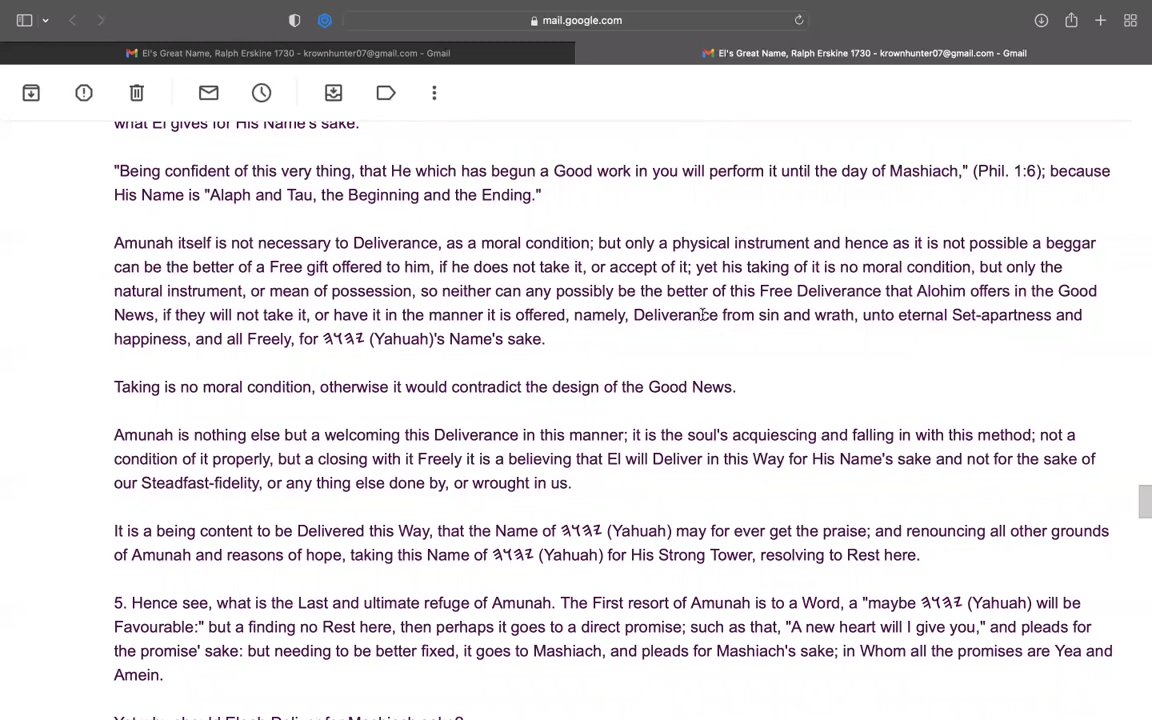 mail.google.com
El's Great Name, Ralph Erskine 1730 - krownhunter07@gmail.com - Gmail
El's Great Name, Ralph Erskine 1730 - krownhunter07@gmail.com - Gmail
what El gives for His Name's sake.
"Being confident of this very thing, that He which has begun a Good work in you will perform it until the day of Mashiach," (Phil. 1:6); because
His Name is "Alaph and Tau, the Beginning and the Ending."
Amunah itself is not necessary to Deliverance, as a moral condition; but only a physical instrument and hence as it is not possible a beggar
can be the better of a Free gift offered to him, if he does not take it, or accept of it; yet his taking of it is no moral condition, but only the
natural instrument, or mean of possession, so neither can any possibly be the better of this Free Deliverance that Alohim offers in the Good
News, if they will not take it, or have it in the manner it is offered, namely, Deliverance from sin and wrath, unto eternal Set-apartness and
happiness, and all Freely, for 𐤉𐤄𐤅𐤄 (Yahuah)'s Name's sake.
Taking is no moral condition, otherwise it would contradict the design of the Good News.
Amunah is nothing else but a welcoming this Deliverance in this manner; it is the soul's acquiescing and falling in with this method; not a
condition of it properly, but a closing with it Freely it is a believing that El will Deliver in this Way for His Name's sake and not for the sake of
our Steadfast-fidelity, or any thing else done by, or wrought in us.
It is a being content to be Delivered this Way, that the Name of 𐤉𐤄𐤅𐤄 (Yahuah) may for ever get the praise; and renouncing all other grounds
of Amunah and reasons of hope, taking this Name of 𐤉𐤄𐤅𐤄 (Yahuah) for His Strong Tower, resolving to Rest here.
5. Hence see, what is the Last and ultimate refuge of Amunah. The First resort of Amunah is to a Word, a "maybe 𐤉𐤄𐤅𐤄 (Yahuah) will be
Favourable:" but a finding no Rest here, then perhaps it goes to a direct promise; such as that, "A new heart will I give you," and pleads for
the promise' sake: but needing to be better fixed, it goes to Mashiach, and pleads for Mashiach's sake; in Whom all the promises are Yea and
Amein.
Yet why should Deliver for Mashiach sake?